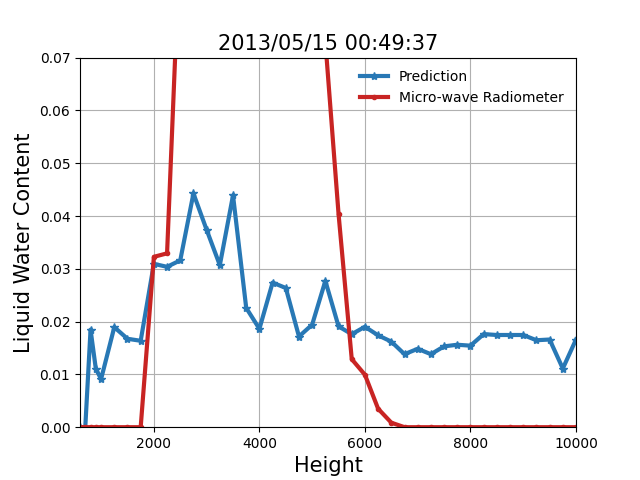 2013/05/15 00:49:37
Prediction
Micro-wave Radiometer
Liquid Water Content
0.07
0.06
0.05
0.04
0.03
0.02
0.01
0.00
2000 4000 6000 8000 10000
Height